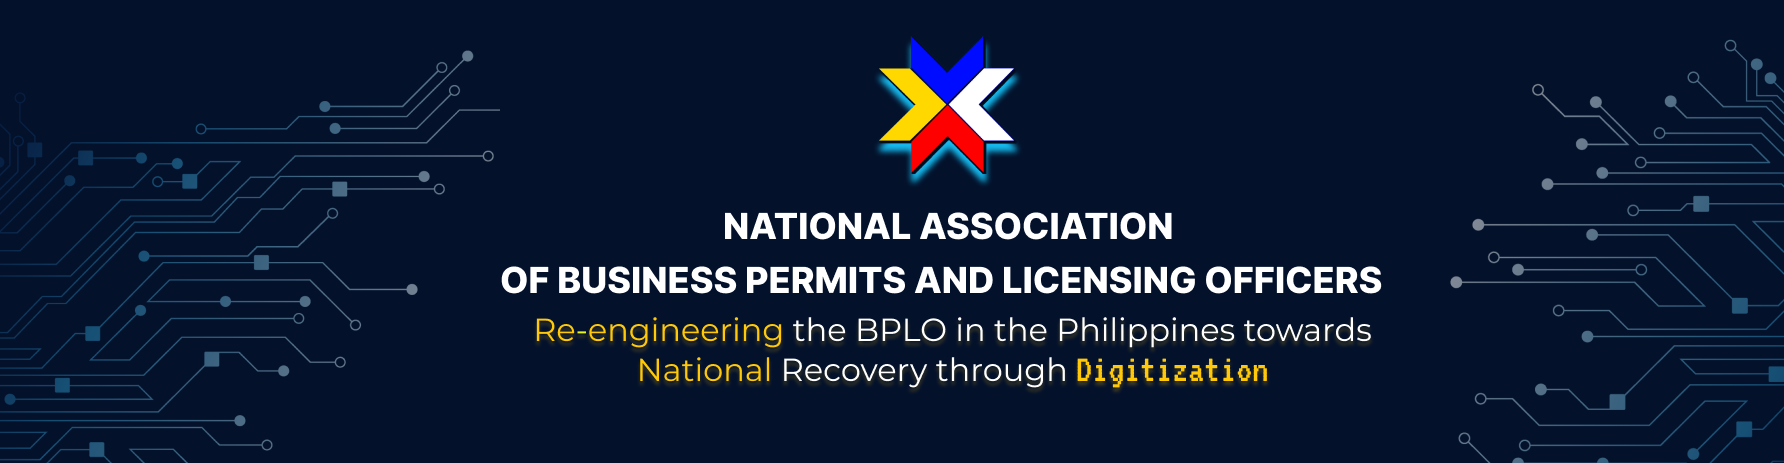 NATIONAL ASSOCIATION
OF BUSINESS PERMITS AND LICENSING OFFICERS
Re-engineering the BPLO in the Philippines towards
National Recovery through Digitization